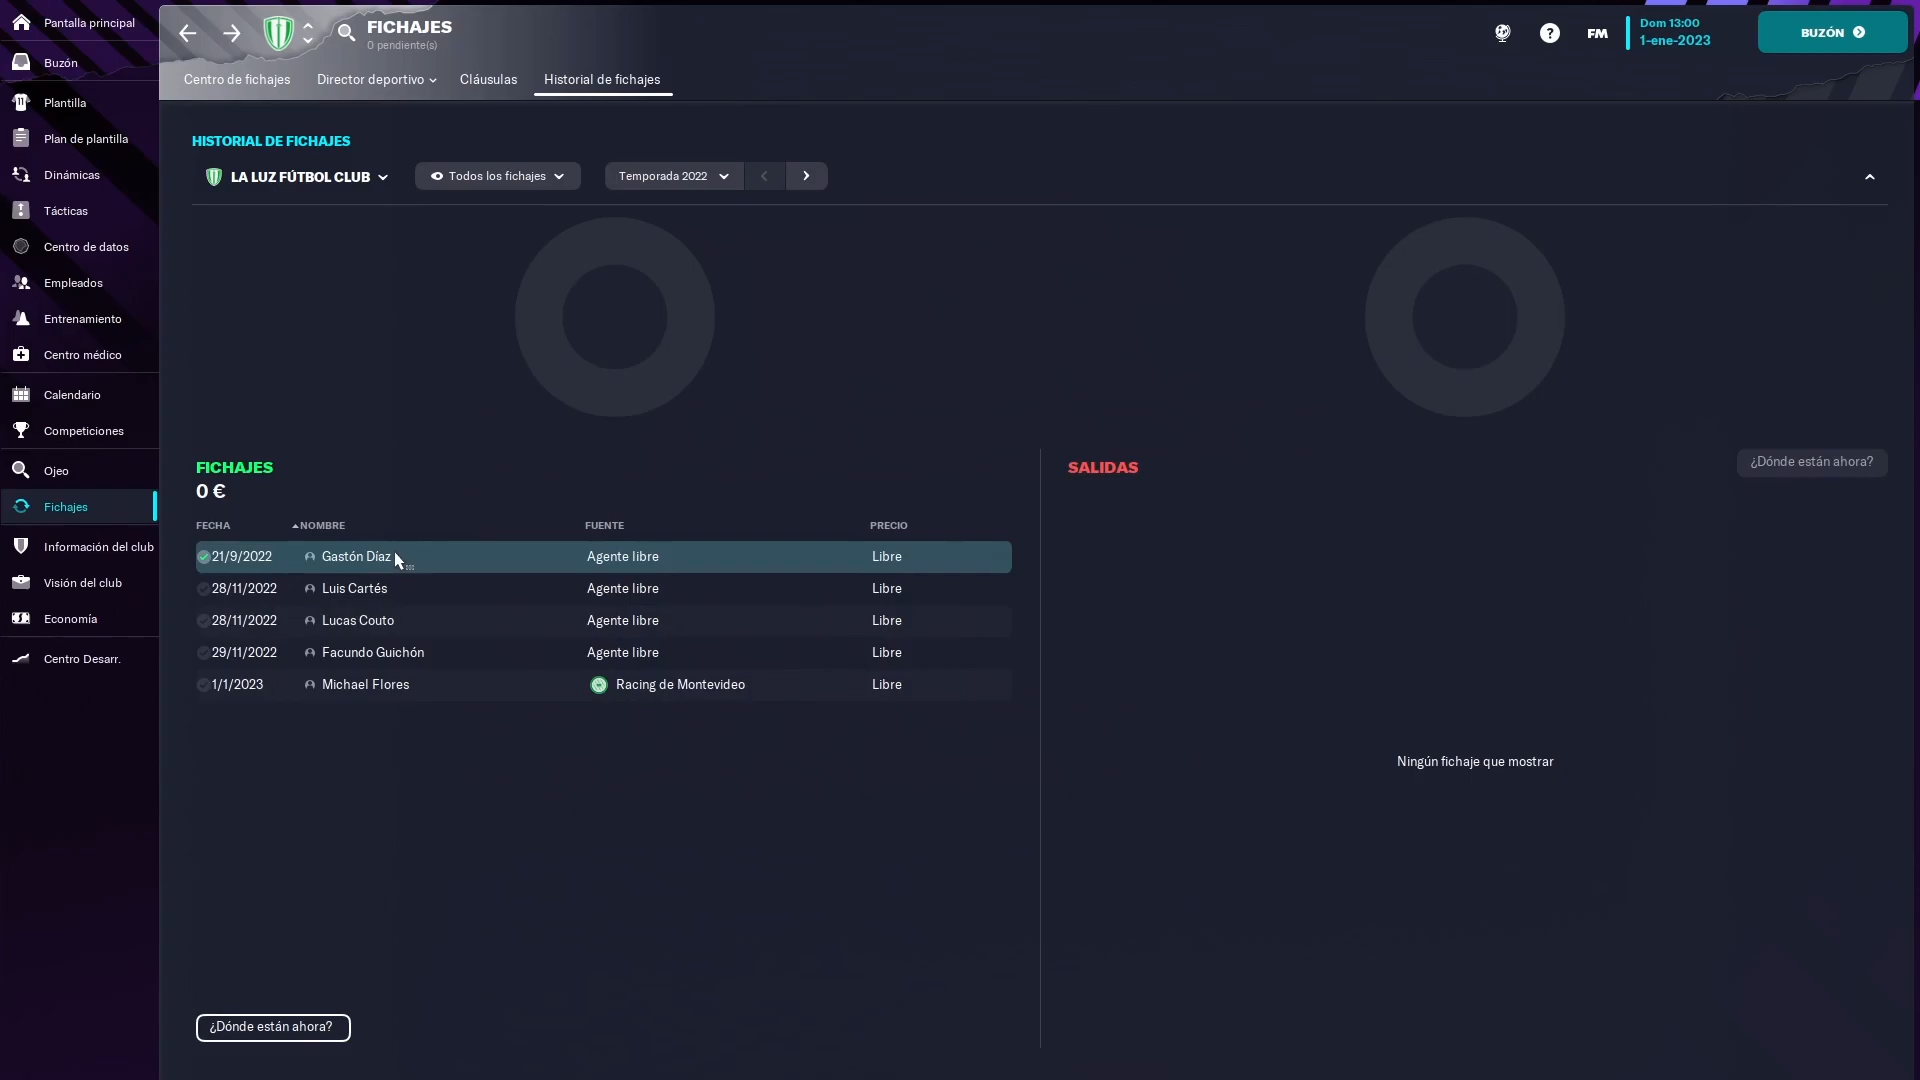 Pantalla principal
Buzón
Plantilla
Plan de plantilla
Dinámicas
Tácticas
Centro de datos
Empleados
Entrenamiento
Centro médico
Calendario
Competiciones
Ojeo
Fichajes
Información del club
Visión del club
Economía
Centro Desarr.
FICHAJES
0 pendiente(s)
? FM
Dom 13:00
1-ene-2023
BUZÓN
Centro de fichajes Director deportivo Cláusulas Historial de fichajes
HISTORIAL DE FICHAJES
LA LUZ FÚTBOL CLUB Todos los fichajes Temporada 2022
FICHAJES
0 €
FECHA NOMBRE FUENTE PRECIO
21/9/2022 Gastón Díaz Agente libre Libre
28/11/2022 Luis Cartés Agente libre Libre
28/11/2022 Lucas Couto Agente libre Libre
29/11/2022 Facundo Guichón Agente libre Libre
1/1/2023 Michael Flores Racing de Montevideo Libre
¿Dónde están ahora?
SALIDAS
¿Dónde están ahora?
Ningún fichaje que mostrar